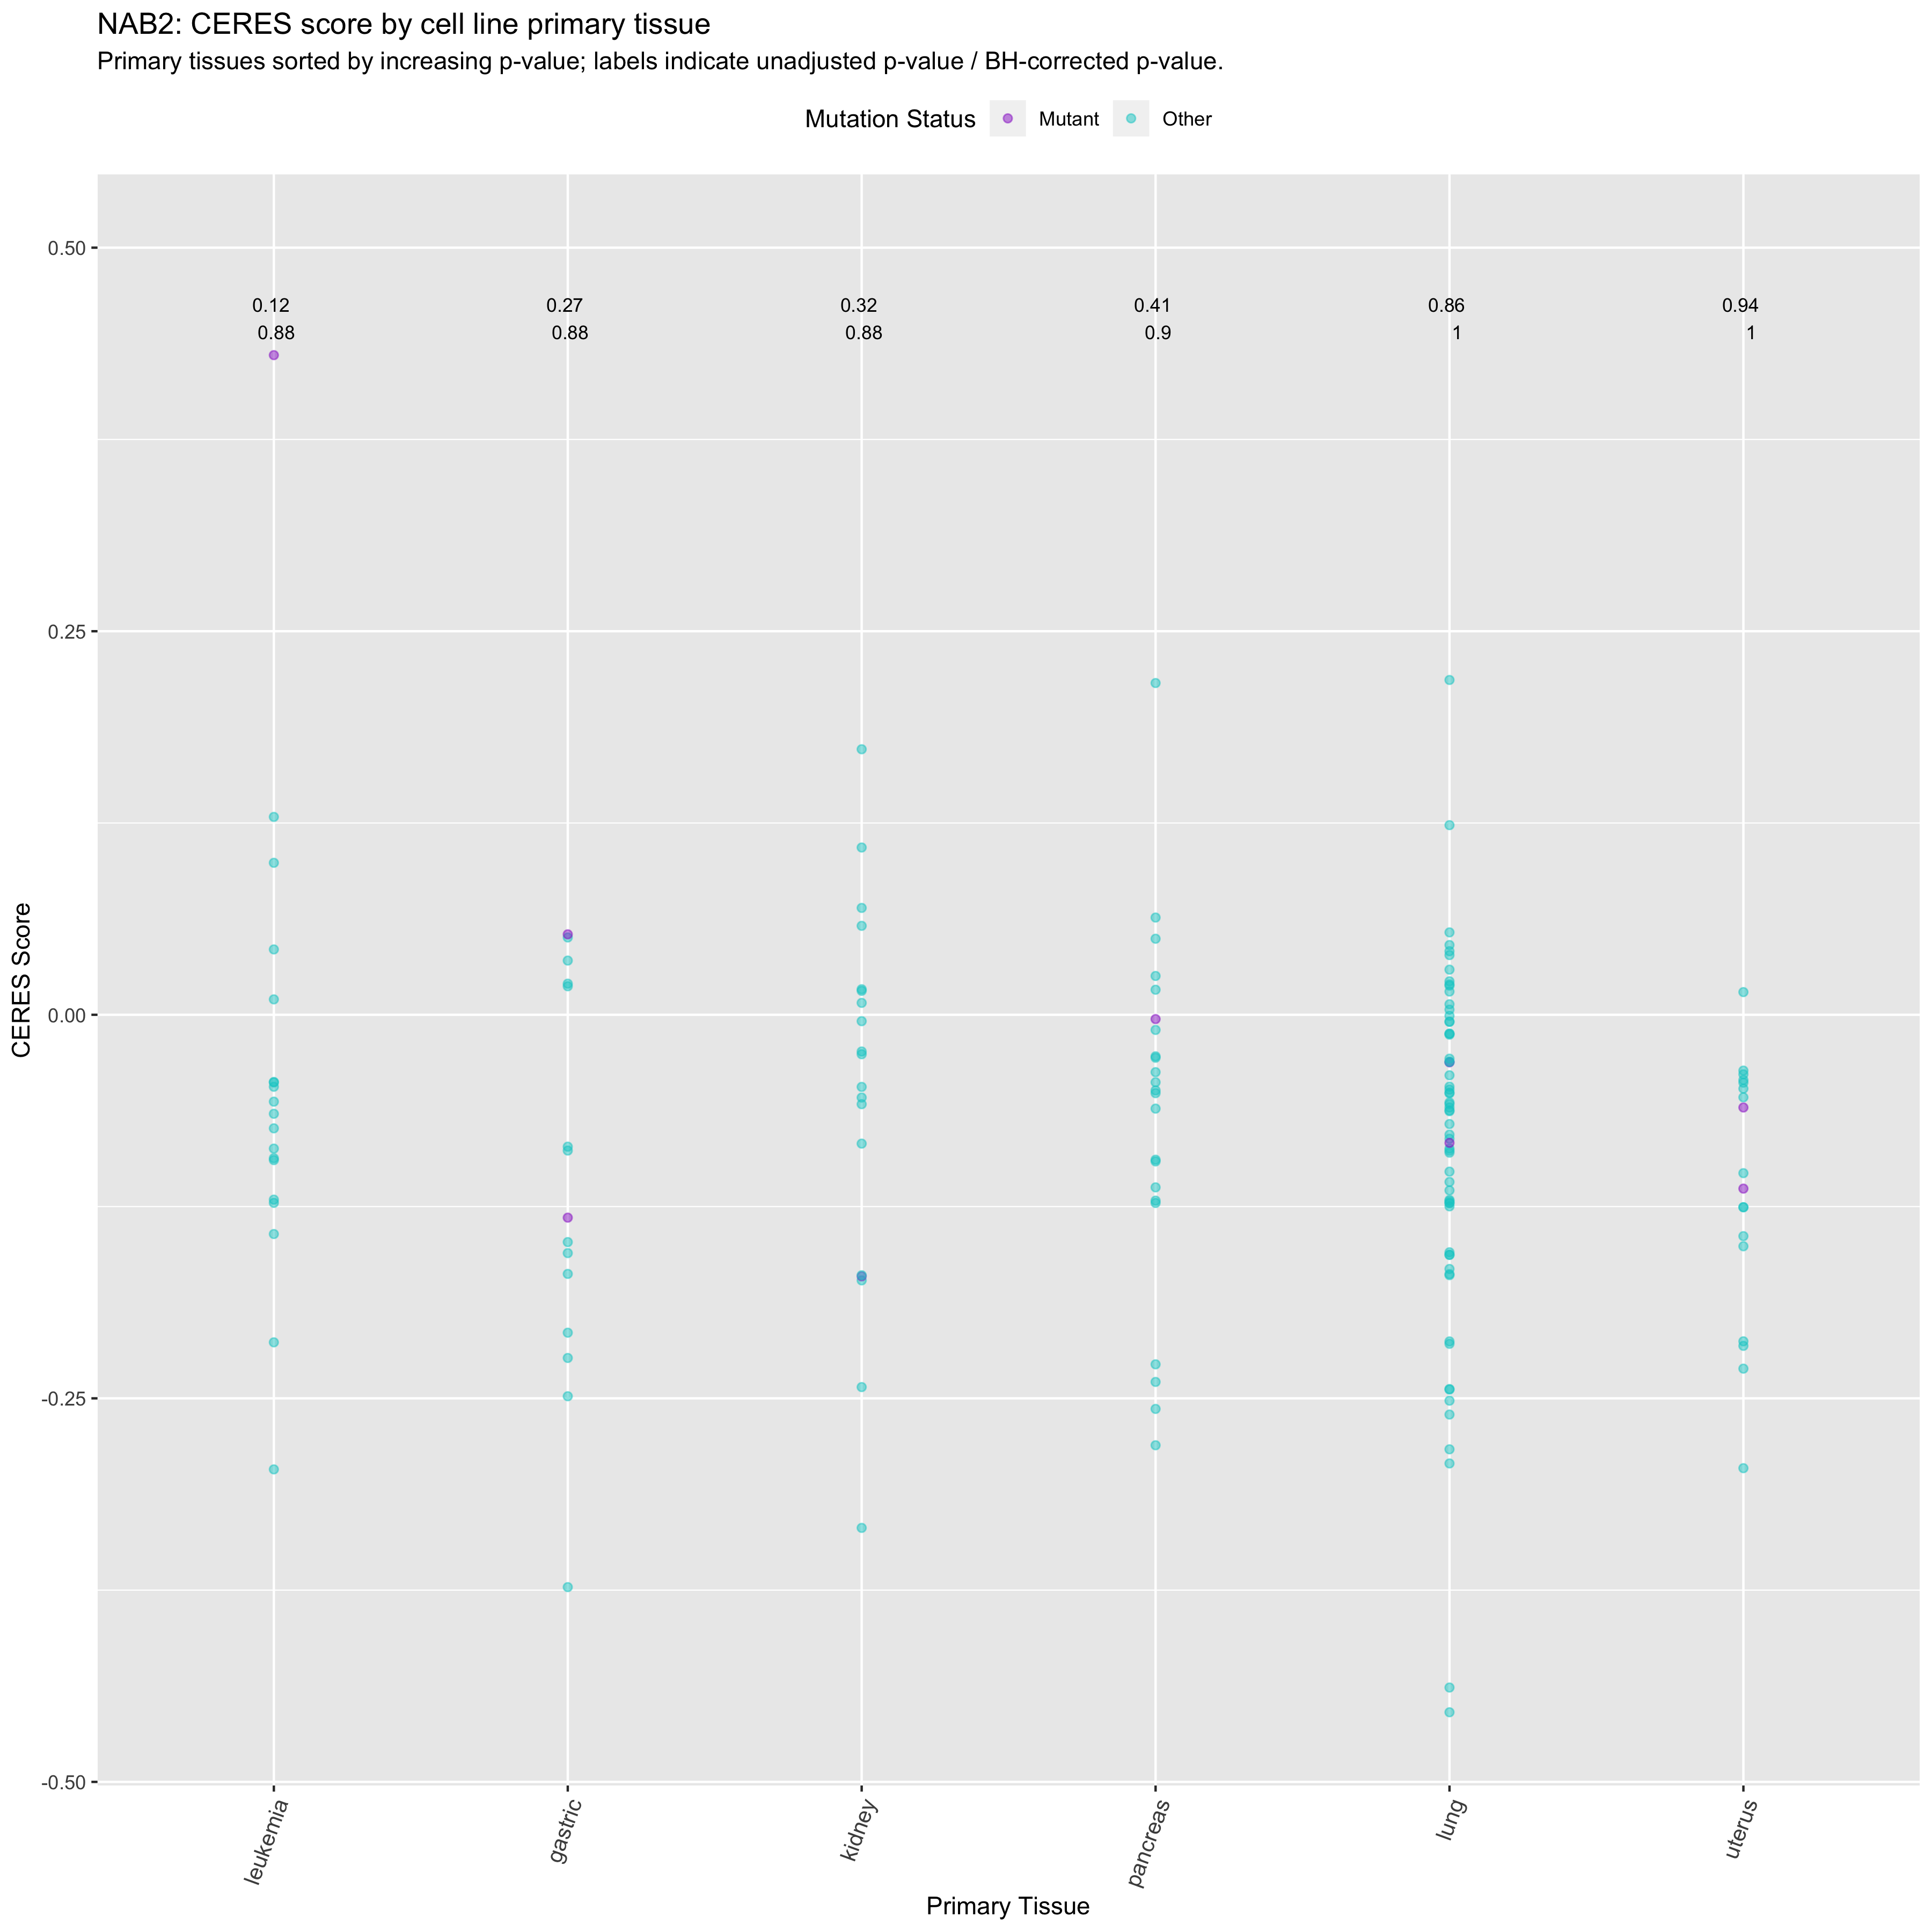 NAB2: CERES score by cell line primary tissue
Primary tissues sorted by increasing p-value; labels indicate unadjusted p-value / BH-corrected p-value.
Mutation Status Mutant Other
0.50
0.12 0.27 0.32 0.41 0.86 0.94
0.88 0.88 0.88 0.9 1 1
0.25
CERES Score
0.00
-0.25
-0.50
leukemia gastric kidney pancreas lung uterus
Primary Tissue